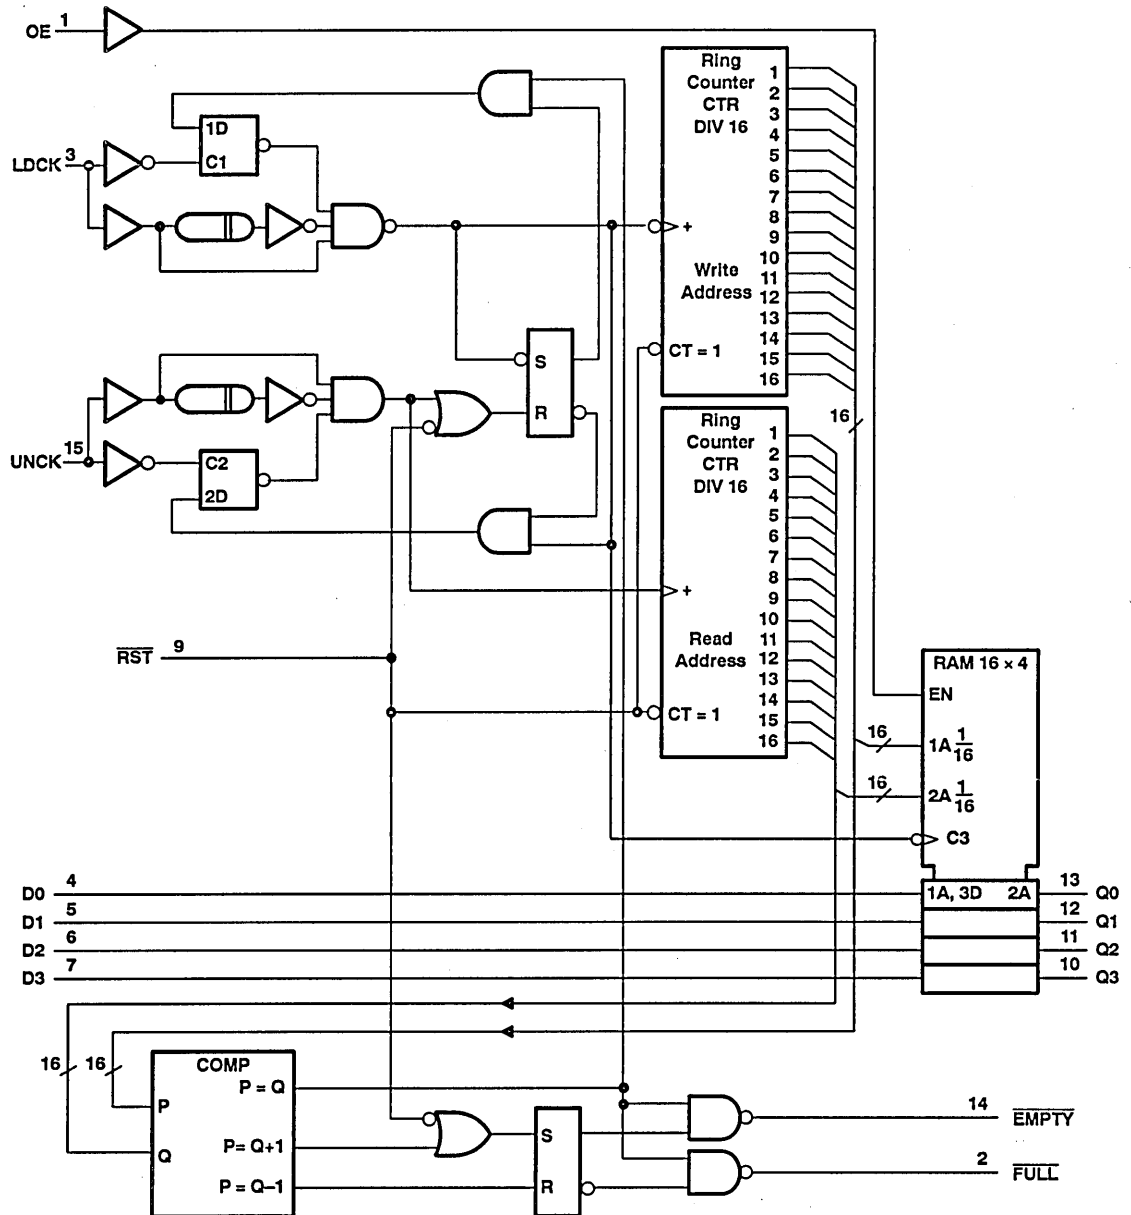 OE 1
Ring
Counter
CTR
DIV 16
1
2
3
4
5
6
7
8
9
10
11
12
13
14
15
16
+
Write
Address
CT = 1
1D
C1
LDCK 3
S
R
UNCK 15
C2
2D
16
Ring
Counter
CTR
DIV 16
1
2
3
4
5
6
7
8
9
10
11
12
13
14
15
16
+
Read
Address
CT = 1
RST 9
RAM 16 × 4
EN
16
1A 1/16
16
2A 1/16
C3
D0 4
1A, 3D 2A
13 Q0
D1 5
12 Q1
D2 6
11 Q2
D3 7
10 Q3
16 16
COMP
P = Q
P
P= Q+1
Q
P = Q–1
S
R
14 EMPTY
2 FULL